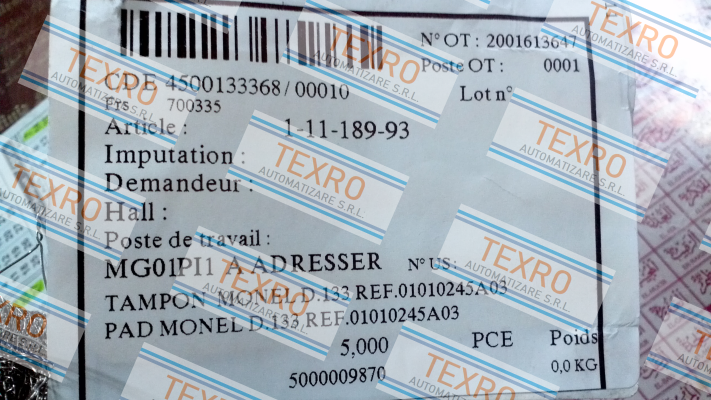 N° OT : 2001613647
Poste OT : 0001
CDE 4500133368 / 00010
Lot n°
Frs 700335
Article : 1-11-189-93
Imputation :
Demandeur :
Hall :
Poste de travail :
MG01PI1 A ADRESSER N° US :
TAMPON MONEL D.133 REF.01010245A03
PAD MONEL D.133 REF.01010245A03
5,000 PCE Poids
5000009870 0,0 KG
TEXRO
AUTOMATIZARE S.R.L.